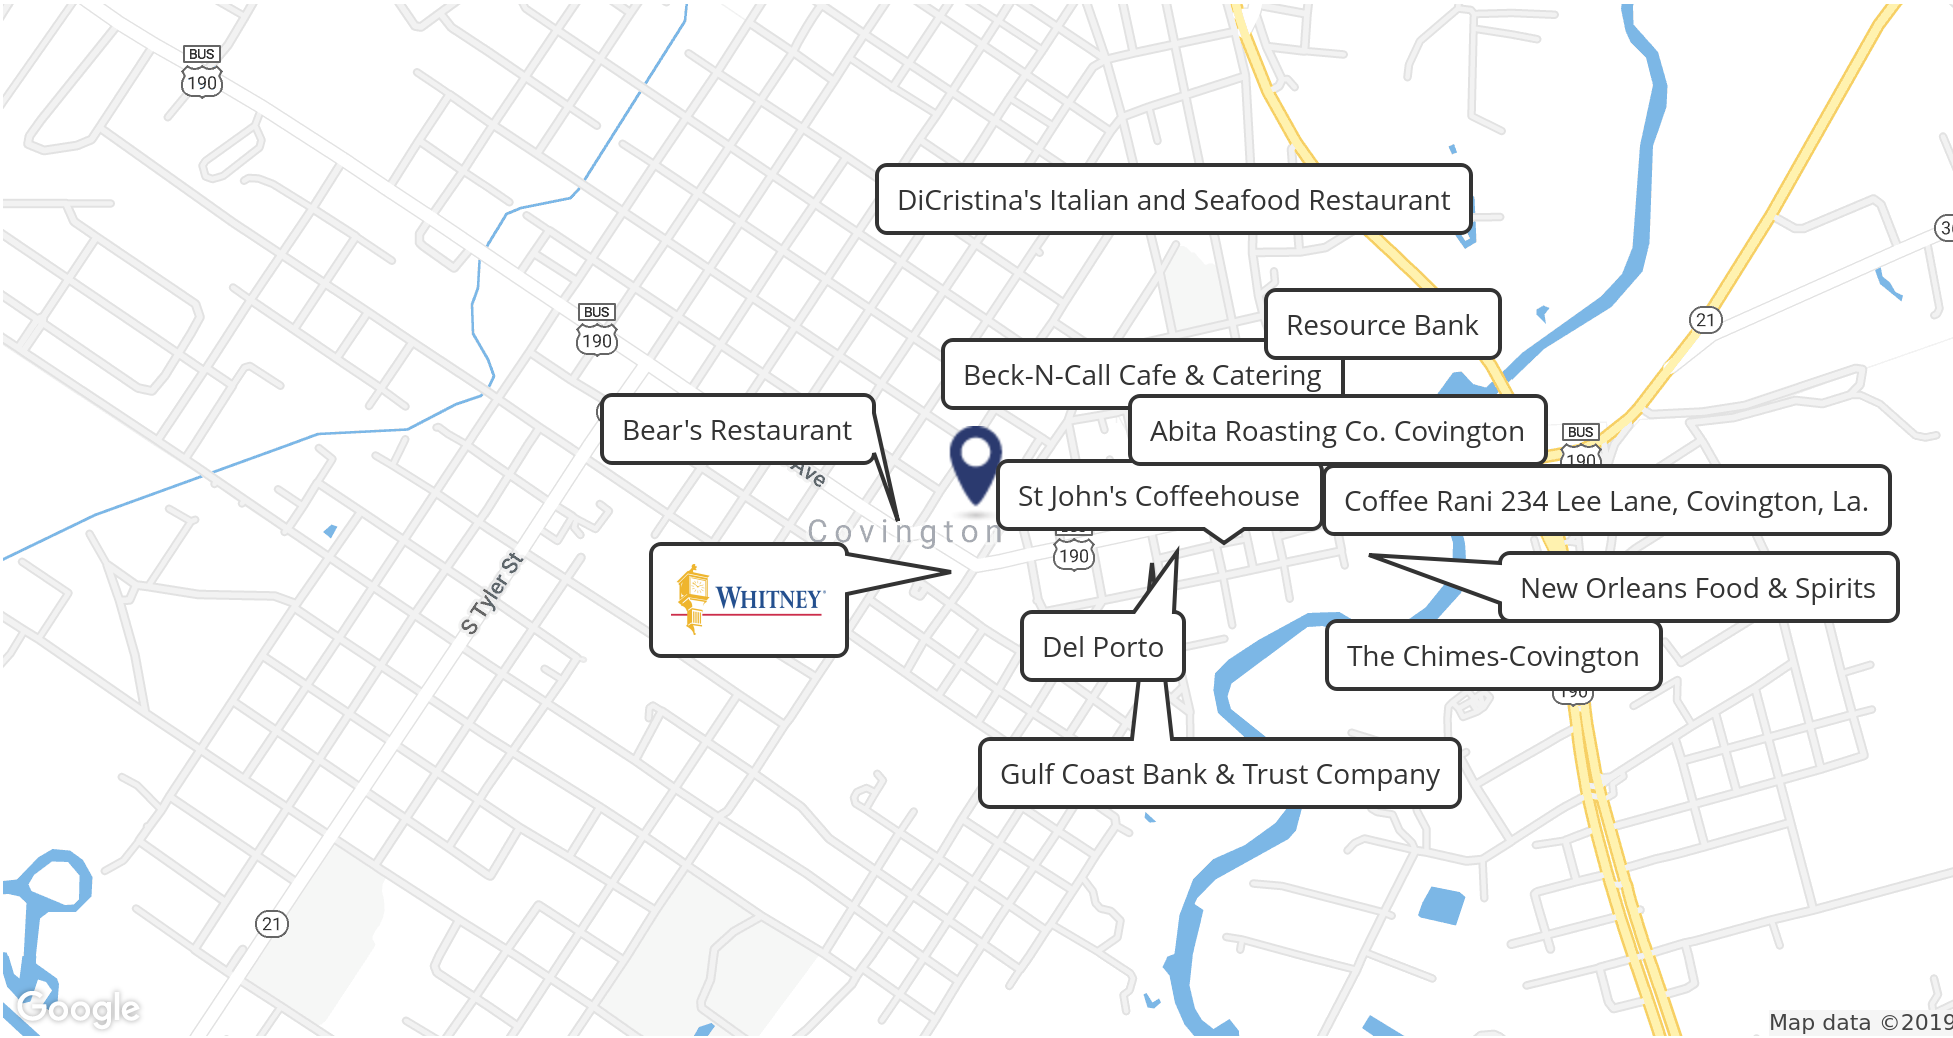 BUS
190
DiCristina's Italian and Seafood Restaurant
BUS
190
21
Resource Bank
Beck-N-Call Cafe & Catering
Bear's Restaurant
Abita Roasting Co. Covington
BUS
190
Ave
St John's Coffeehouse
Coffee Rani 234 Lee Lane, Covington, La.
Covington
190
WHITNEY
S Tyler St
New Orleans Food & Spirits
Del Porto
The Chimes-Covington
190
Gulf Coast Bank & Trust Company
21
Google
Map data ©2019